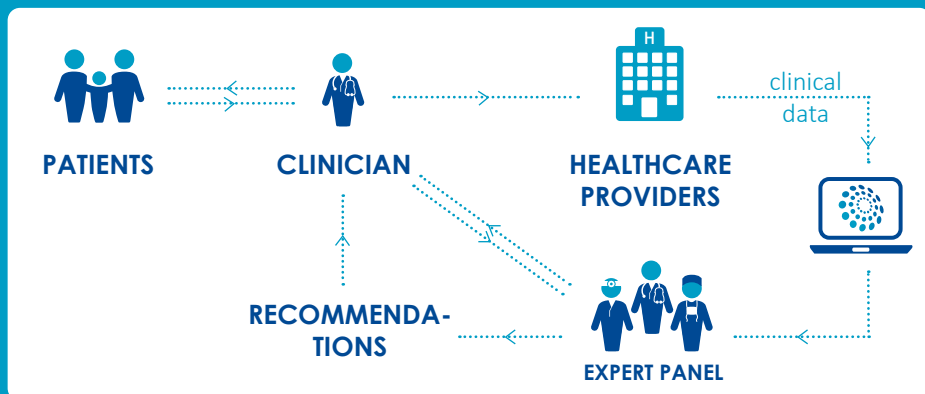 H
clinical
data
PATIENTS
CLINICIAN
HEALTHCARE
PROVIDERS
RECOMMENDA-
TIONS
EXPERT PANEL